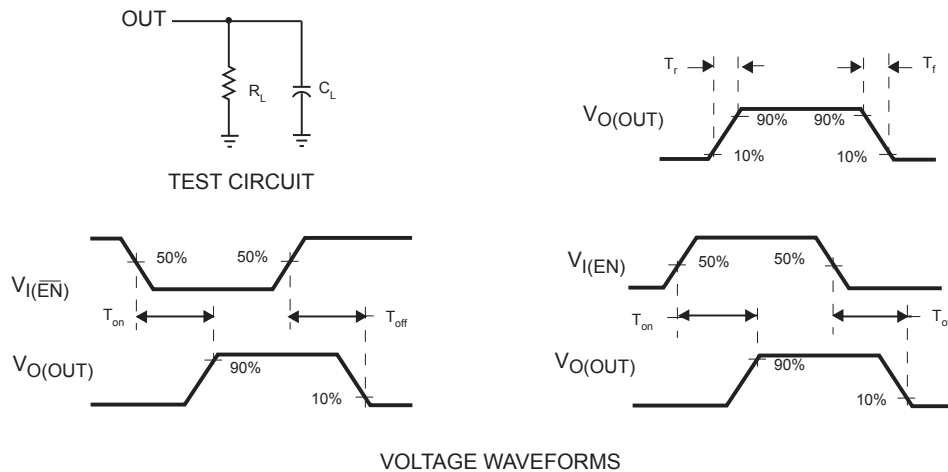 OUT
R_L
C_L
TEST CIRCUIT
T_r
T_f
V_O(OUT)
90%
90%
10%
10%
V_I(E̅N̅)
50%
50%
T_on
T_off
V_O(OUT)
90%
10%
V_I(EN)
50%
50%
T_on
V_O(OUT)
90%
10%
VOLTAGE WAVEFORMS